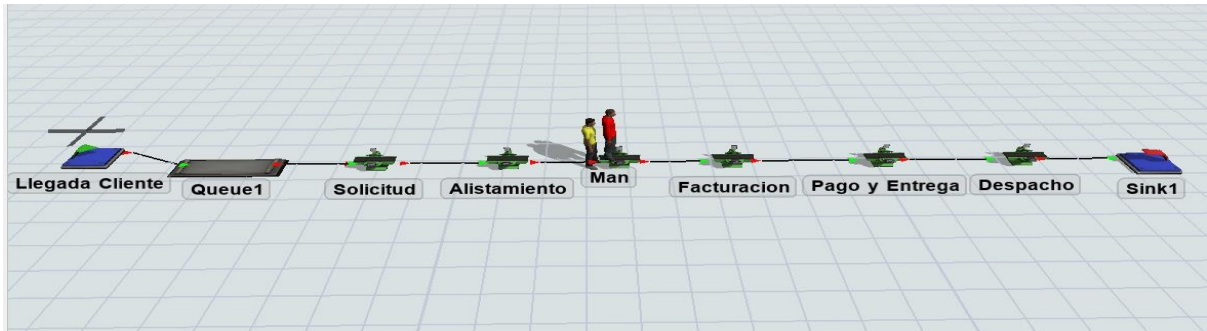 Llegada Cliente
Queue1
Solicitud
Alistamiento
Man
Facturacion
Pago y Entrega
Despacho
Sink1